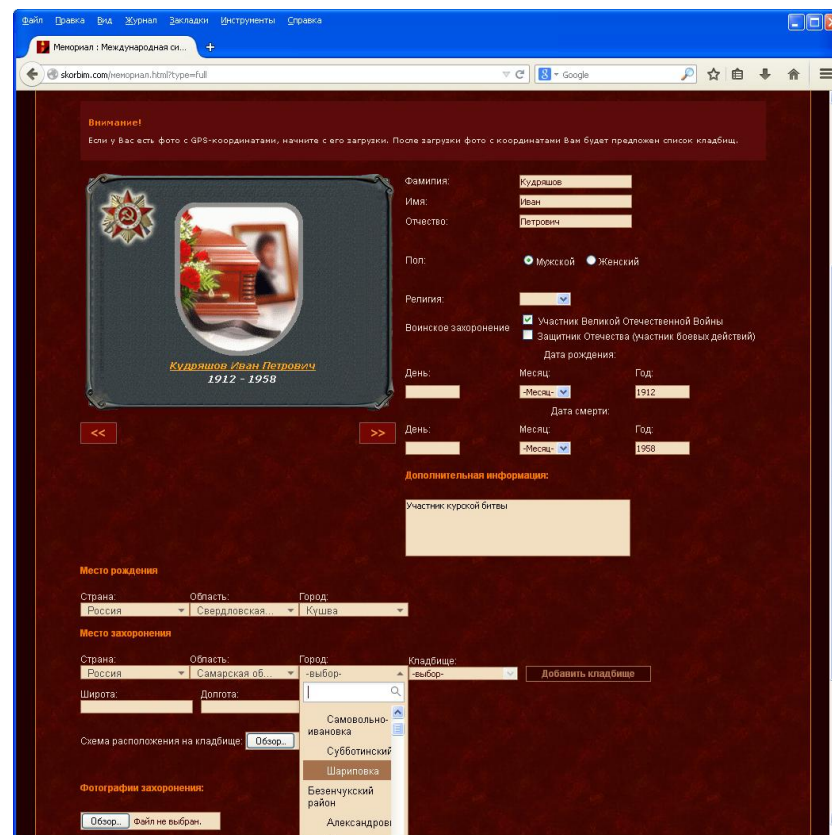 Файл Правка Вид Журнал Закладки Инструменты Справка
Мемориал : Международная си...
skorbim.com/мемориал.html?type=full
Google
Внимание!
Если у Вас есть фото с GPS-координатами, начните с его загрузки. После загрузки фото с координатами Вам будет предложен список кладбищ.
Фамилия: Кудряшов
Имя: Иван
Отчество: Петрович
Пол: Мужской Женский
Религия:
Воинское захоронение Участник Великой Отечественной Войны
Защитник Отечества (участник боевых действий)
Кудряшов Иван Петрович
1912 - 1958
<< >>
Дата рождения:
День: Месяц: Год:
-Месяц- 1912
Дата смерти:
День: Месяц: Год:
-Месяц- 1958
Дополнительная информация:
Участник курской битвы
Место рождения
Страна: Область: Город:
Россия Свердловская... Кушва
Место захоронения
Страна: Область: Город: Кладбище:
Россия Самарская об... -выбор- -выбор- Добавить кладбище
Широта: Долгота:
Самовольно-
ивановка
Субботинский
Шариповка
Безенчукский
район
Александров
Схема расположения на кладбище: Обзор..
Фотографии захоронения:
Обзор.. Файл не выбран.